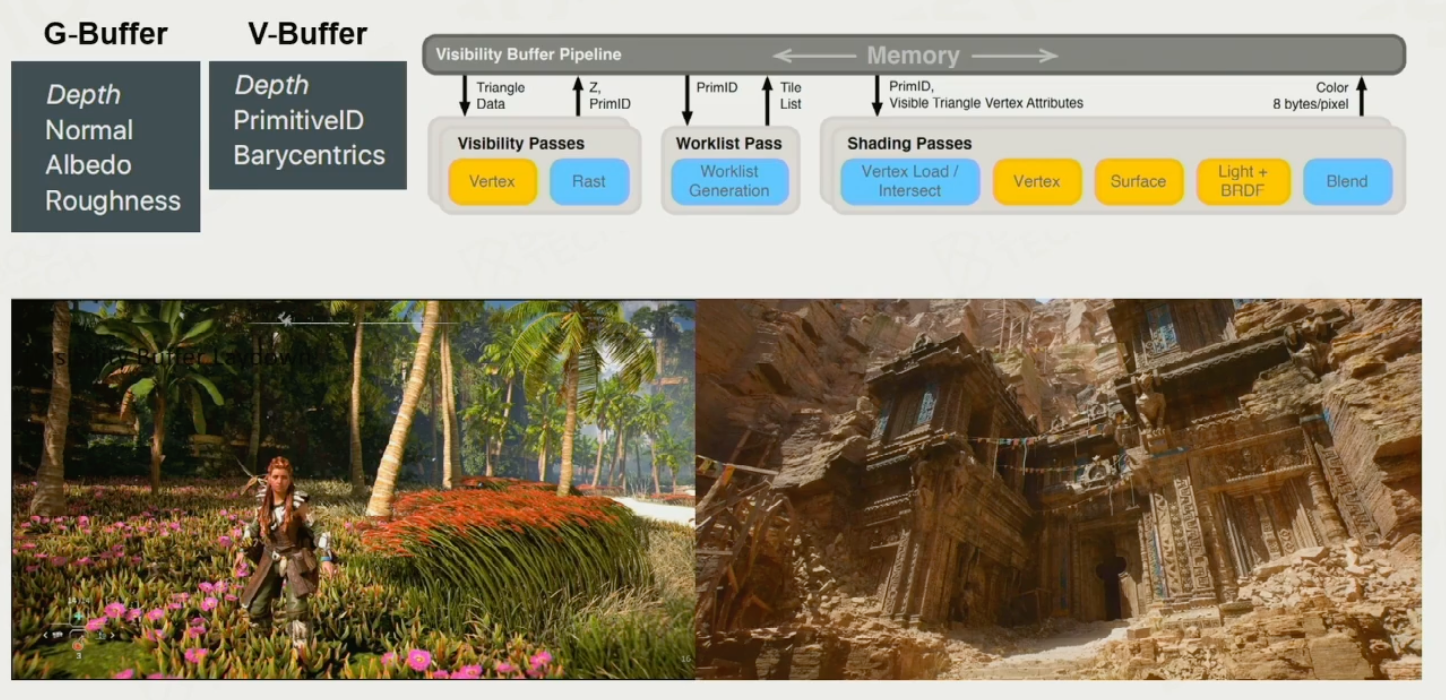 G-Buffer
Depth
Normal
Albedo
Roughness
V-Buffer
Depth
PrimitiveID
Barycentrics
Visibility Buffer Pipeline
Memory
Triangle
Data
Z,
PrimID
PrimID
Tile
List
PrimID,
Visible Triangle Vertex Attributes
Color
8 bytes/pixel
Visibility Passes
Vertex
Rast
Worklist Pass
Worklist
Generation
Shading Passes
Vertex Load /
Intersect
Vertex
Surface
Light +
BRDF
Blend
Buffer Laydown
16